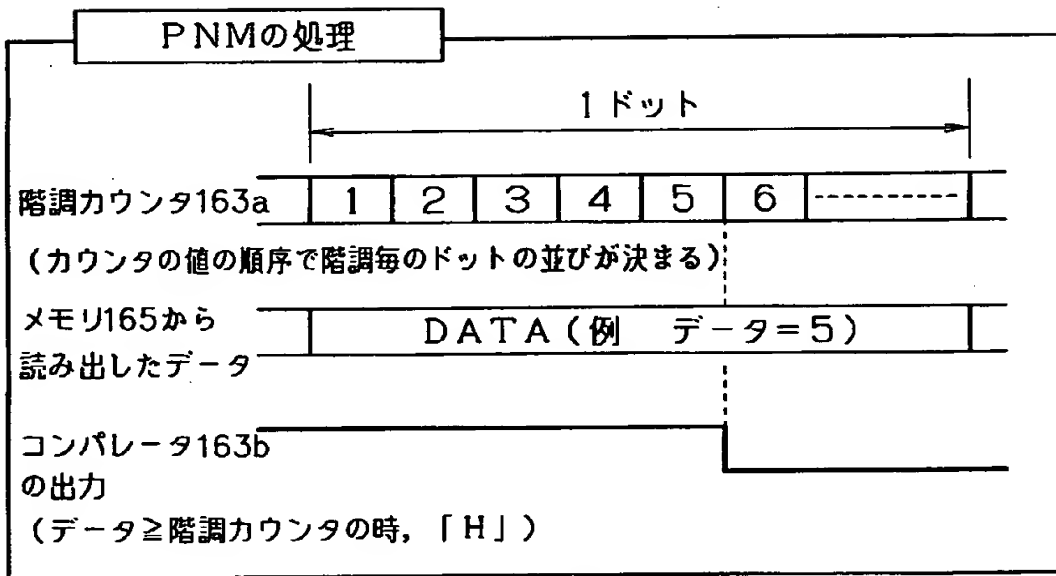 PNMの処理
1ドット
階調カウンタ163a 1 2 3 4 5 6
(カウンタの値の順序で階調毎のドットの並びが決まる)
メモリ165から
読み出したデータ
DATA(例 データ=5)
コンパレータ163b
の出力
(データ≧階調カウンタの時,「H」)